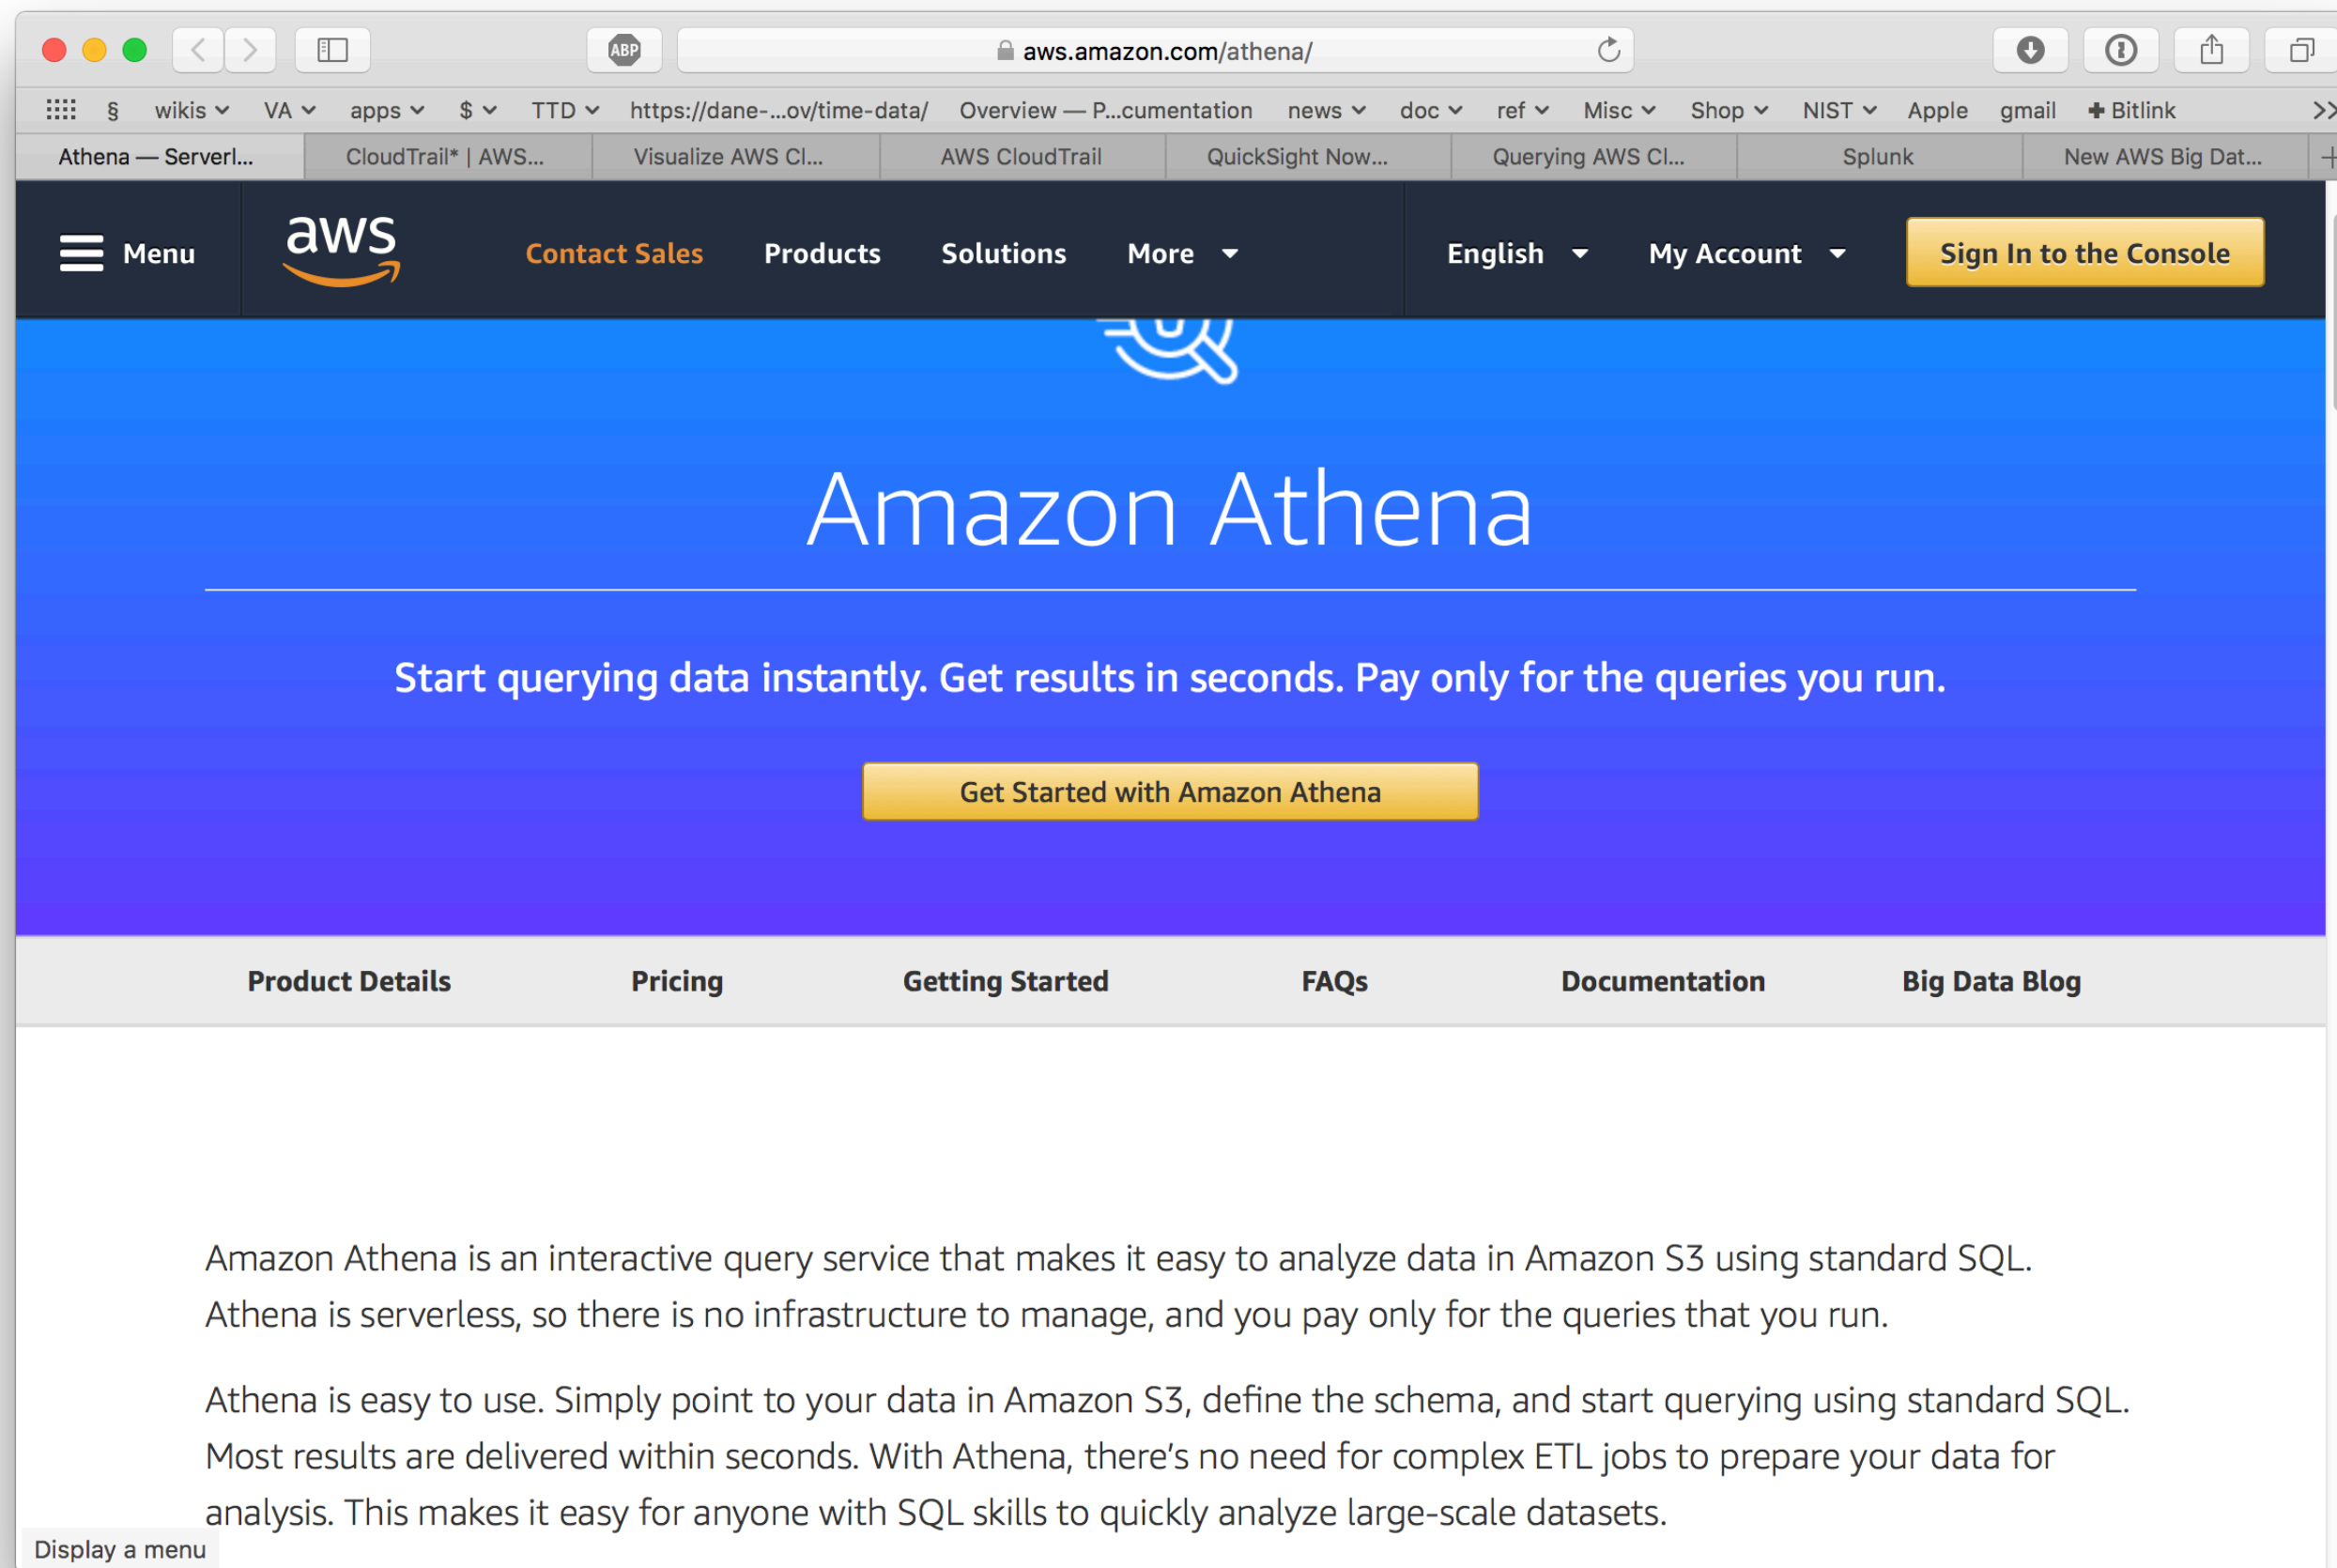 ABP
aws.amazon.com/athena/
§ wikis VA apps $ TTD https://dane-...ov/time-data/ Overview — P...cumentation news doc ref Misc Shop NIST Apple gmail + Bitlink >>
Athena — Serverl... CloudTrail* | AWS... Visualize AWS Cl... AWS CloudTrail QuickSight Now... Querying AWS Cl... Splunk New AWS Big Dat... +
Menu aws Contact Sales Products Solutions More English My Account Sign In to the Console
Amazon Athena
Start querying data instantly. Get results in seconds. Pay only for the queries you run.
Get Started with Amazon Athena
Product Details Pricing Getting Started FAQs Documentation Big Data Blog
Amazon Athena is an interactive query service that makes it easy to analyze data in Amazon S3 using standard SQL.
Athena is serverless, so there is no infrastructure to manage, and you pay only for the queries that you run.
Athena is easy to use. Simply point to your data in Amazon S3, define the schema, and start querying using standard SQL.
Most results are delivered within seconds. With Athena, there's no need for complex ETL jobs to prepare your data for
analysis. This makes it easy for anyone with SQL skills to quickly analyze large-scale datasets.
Display a menu